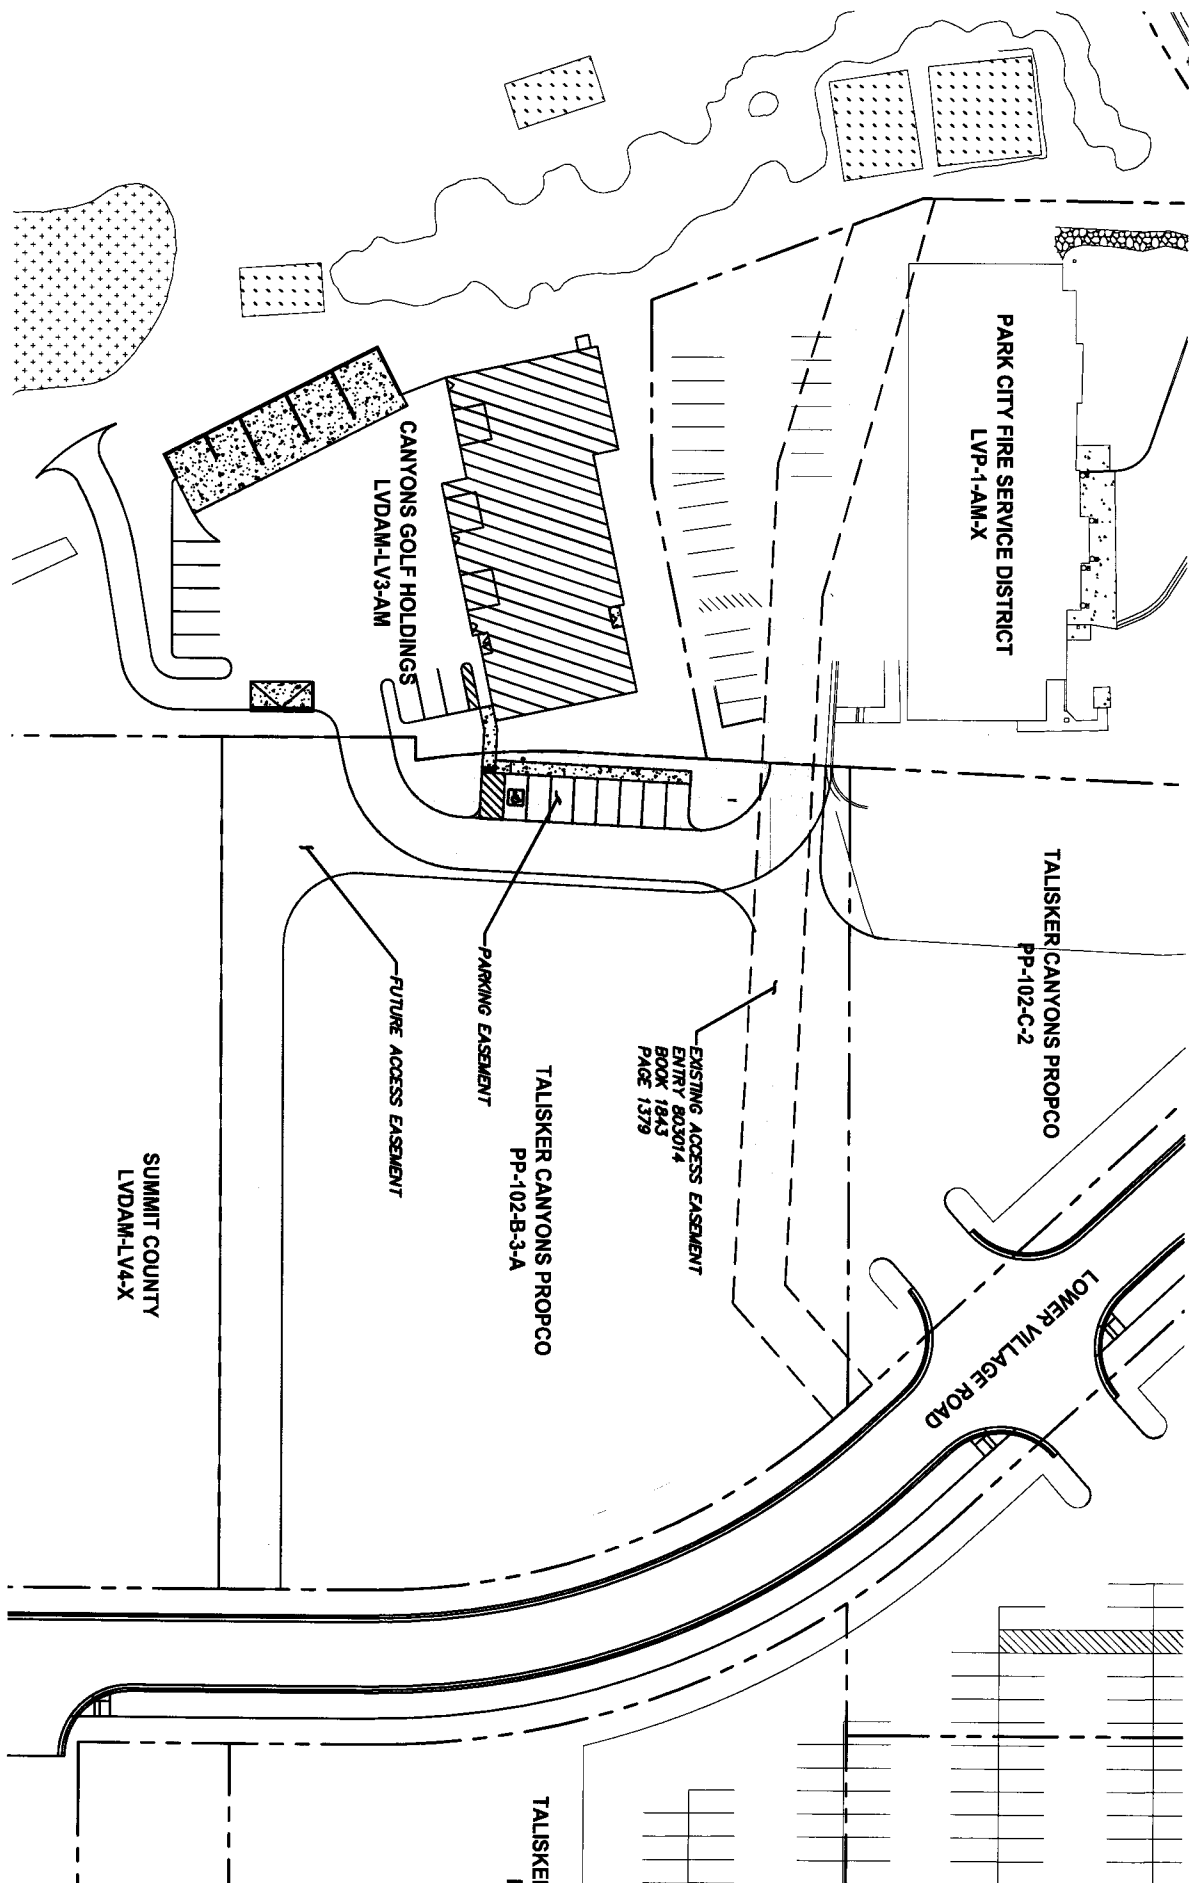 PARK CITY FIRE SERVICE DISTRICT
LVP-1-AM-X
CANYONS GOLF HOLDINGS
LVDAM-LV3-AM
TALISKER CANYONS PROPCO
PP-102-C-2
EXISTING ACCESS EASEMENT
ENTRY 803014
BOOK 1843
PAGE 1379
PARKING EASEMENT
FUTURE ACCESS EASEMENT
TALISKER CANYONS PROPCO
PP-102-B-3-A
SUMMIT COUNTY
LVDAM-LV4-X
LOWER VILLAGE ROAD